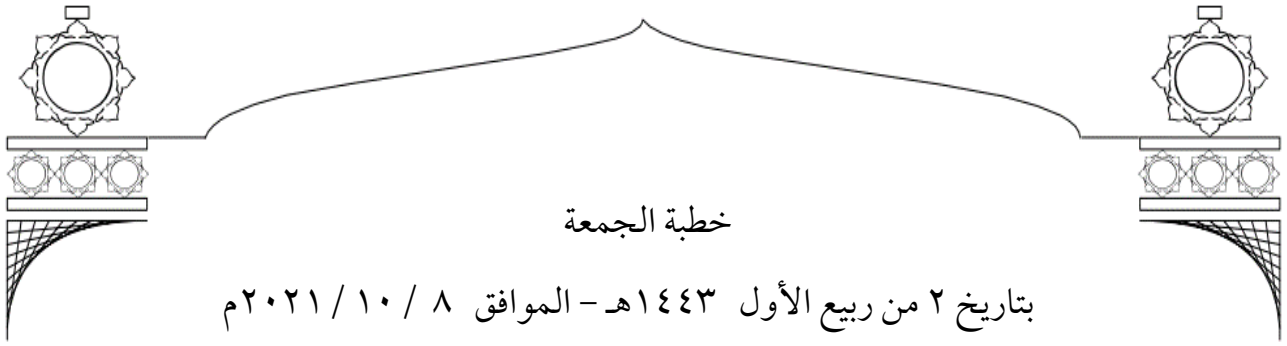 خطبة الجمعة
بتاريخ ٢ من ربيع الأول ١٤٤٣هـ – الموافق ٨ / ١٠ / ٢٠٢١م